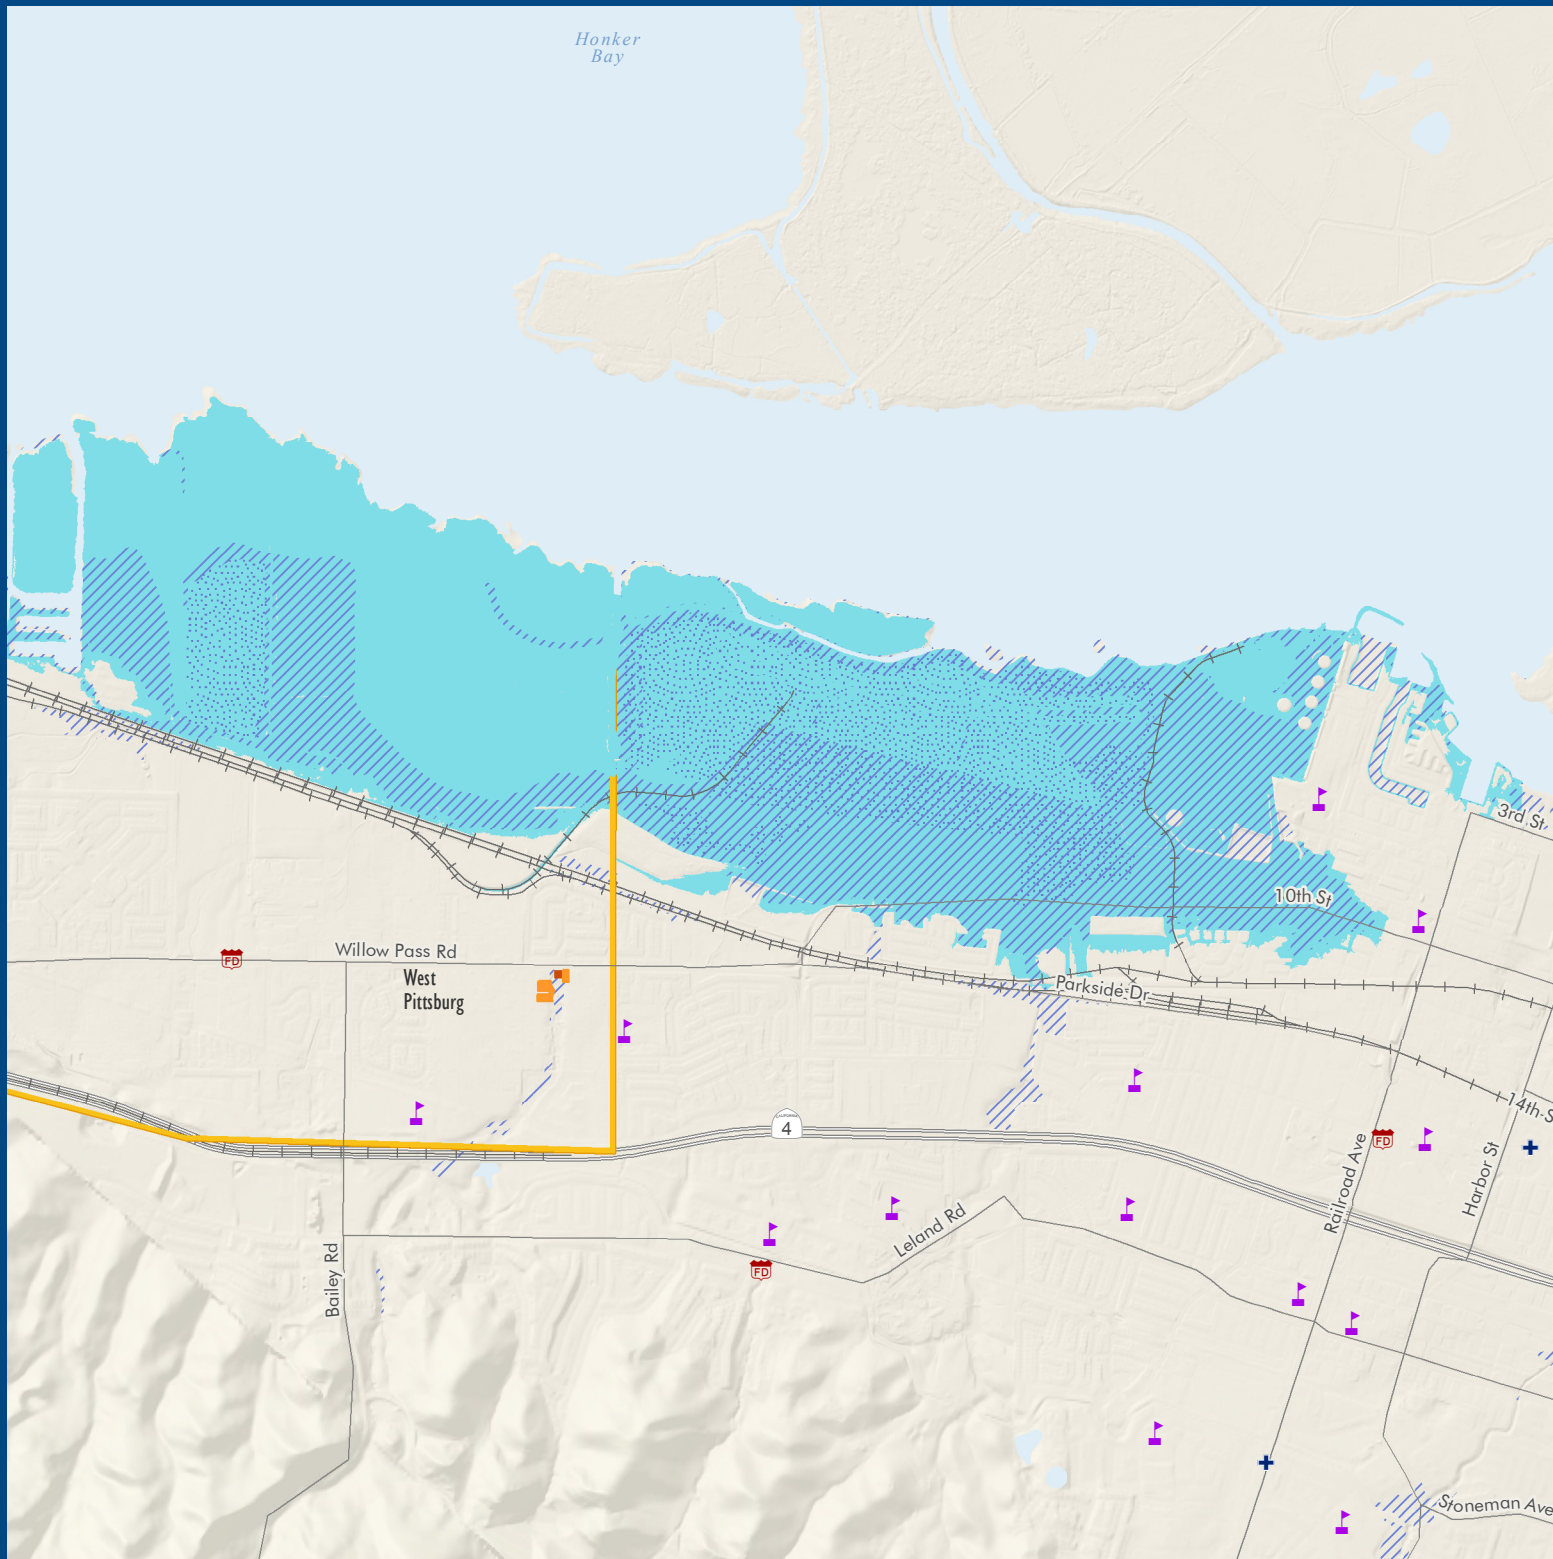 Honker
Bay
3rd St
10th St
Willow Pass Rd
FD
West
Pittsburg
Parkside Dr
14th S
CALIFORNIA
4
FD
Railroad Ave
Harbor St
Leland Rd
Bailey Rd
FD
Stoneman Ave